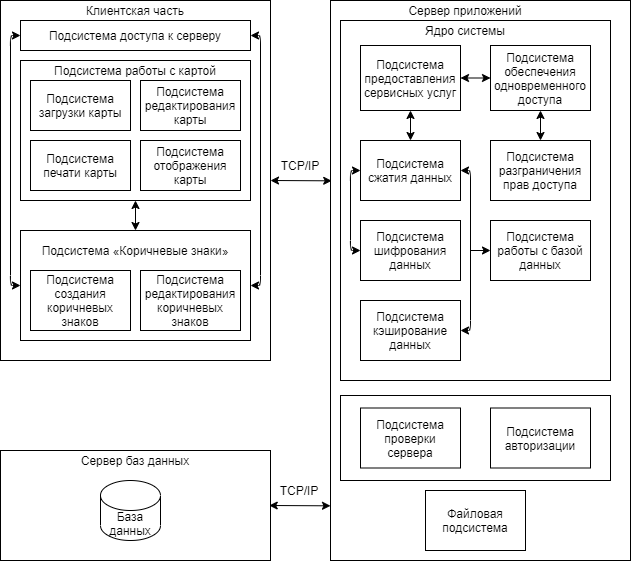 Клиентская часть
Подсистема доступа к серверу
Подсистема работы с картой
Подсистема
загрузки карты
Подсистема
редактирования
карты
Подсистема
печати карты
Подсистема
отображения
карты
Подсистема «Коричневые знаки»
Подсистема
создания
коричневых
знаков
Подсистема
редактирования
коричневых
знаков
TCP/IP
Сервер приложений
Ядро системы
Подсистема
предоставления
сервисных услуг
Подсистема
обеспечения
одновременного
доступа
Подсистема
сжатия данных
Подсистема
разграничения
прав доступа
Подсистема
шифрования
данных
Подсистема
работы с базой
данных
Подсистема
кэширование
данных
Подсистема
проверки
сервера
Подсистема
авторизации
Файловая
подсистема
Сервер баз данных
База
данных
TCP/IP